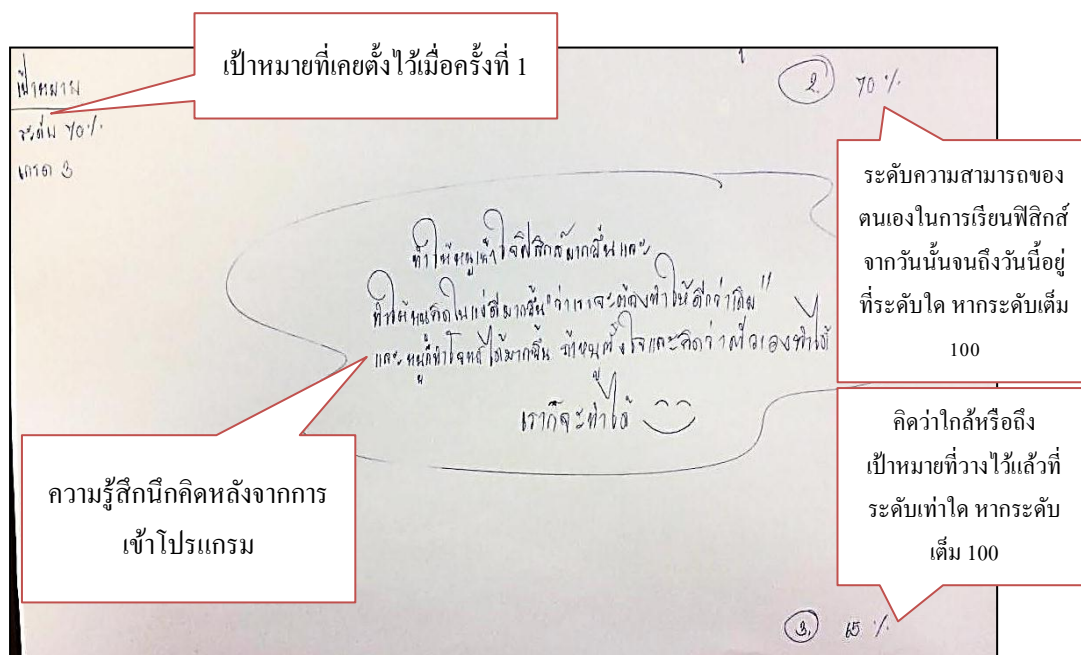 เป้าหมายที่เคยตั้งไว้เมื่อครั้งที่ 1
เป้าหมาย
ระดับ 70%
เกรด 3
2. 70%
ระดับความสามารถของ
ตนเองในการเรียนฟิสิกส์
จากวันนั้นจนถึงวันนี้อยู่
ที่ระดับใด หากระดับเต็ม
100
ทำให้หนูเข้าใจฟิสิกส์มากขึ้นและ
ทำให้หนูคิดในแง่ดีมากขึ้น "ว่าเราจะต้องทำให้ดีกว่าเดิม"
และหนูก็ทำโจทย์ได้มากขึ้น ถ้าหนูตั้งใจและคิดว่าตัวเองทำได้
เราก็จะทำได้
ความรู้สึกนึกคิดหลังจากการ
เข้าโปรแกรม
คิดว่าใกล้หรือถึง
เป้าหมายที่วางไว้แล้วที่
ระดับเท่าใด หากระดับ
เต็ม 100
3. 65 %